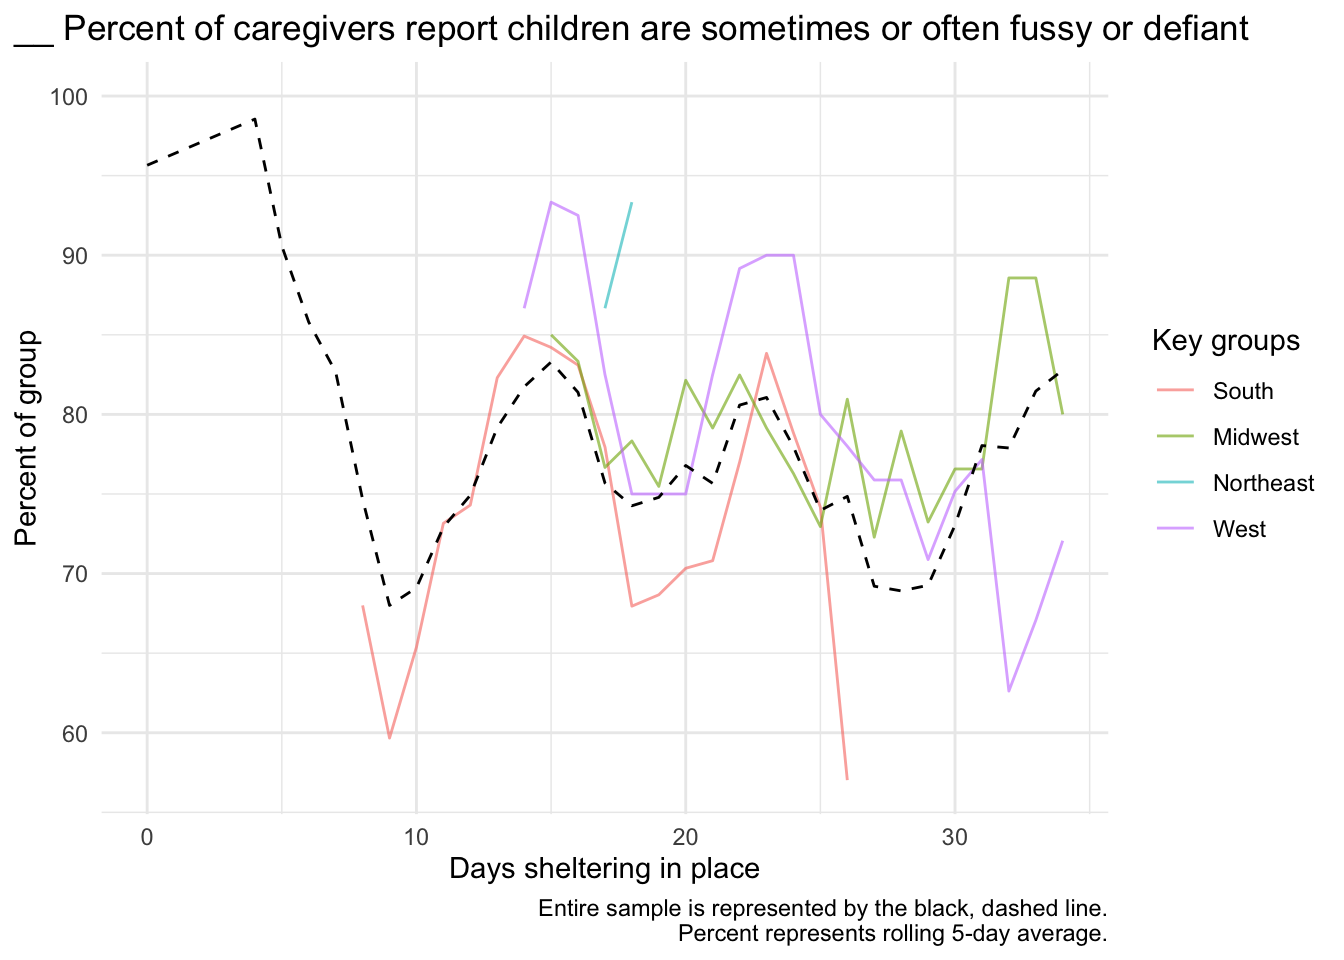 __ Percent of caregivers report children are sometimes or often fussy or defiant
100
90
80
70
60
Percent of group
0
10
20
30
Days sheltering in place
Key groups
South
Midwest
Northeast
West
Entire sample is represented by the black, dashed line.
Percent represents rolling 5-day average.